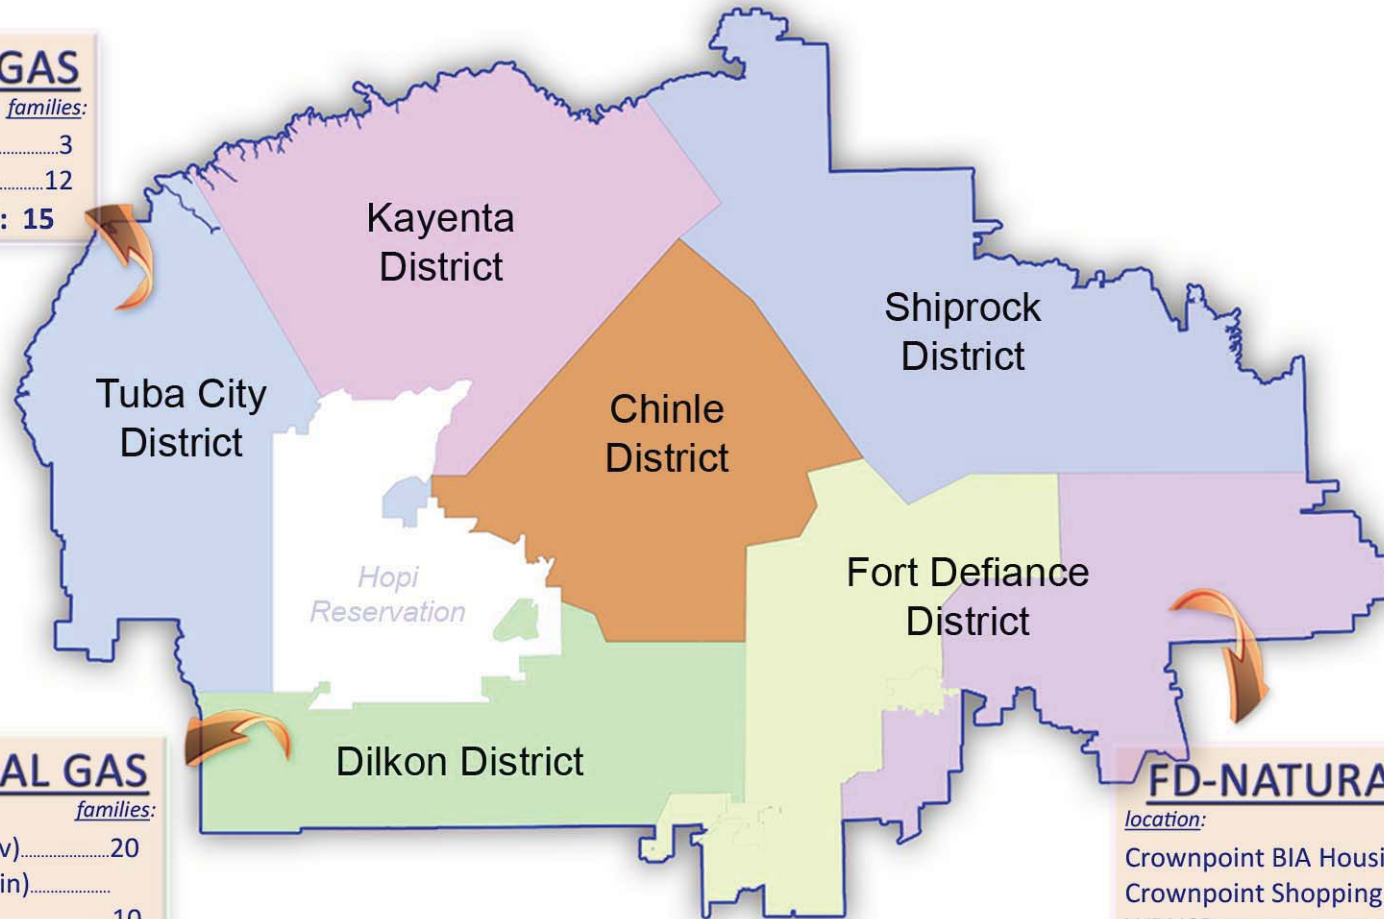 GAS
families:
3
12
: 15
Kayenta
District
Shiprock
District
Tuba City
District
Chinle
District
Hopi
Reservation
Fort Defiance
District
Dilkon District
AL GAS
families:
v) 20
in)
10
FD-NATURA
location:
Crownpoint BIA Housi
Crownpoint Shopping